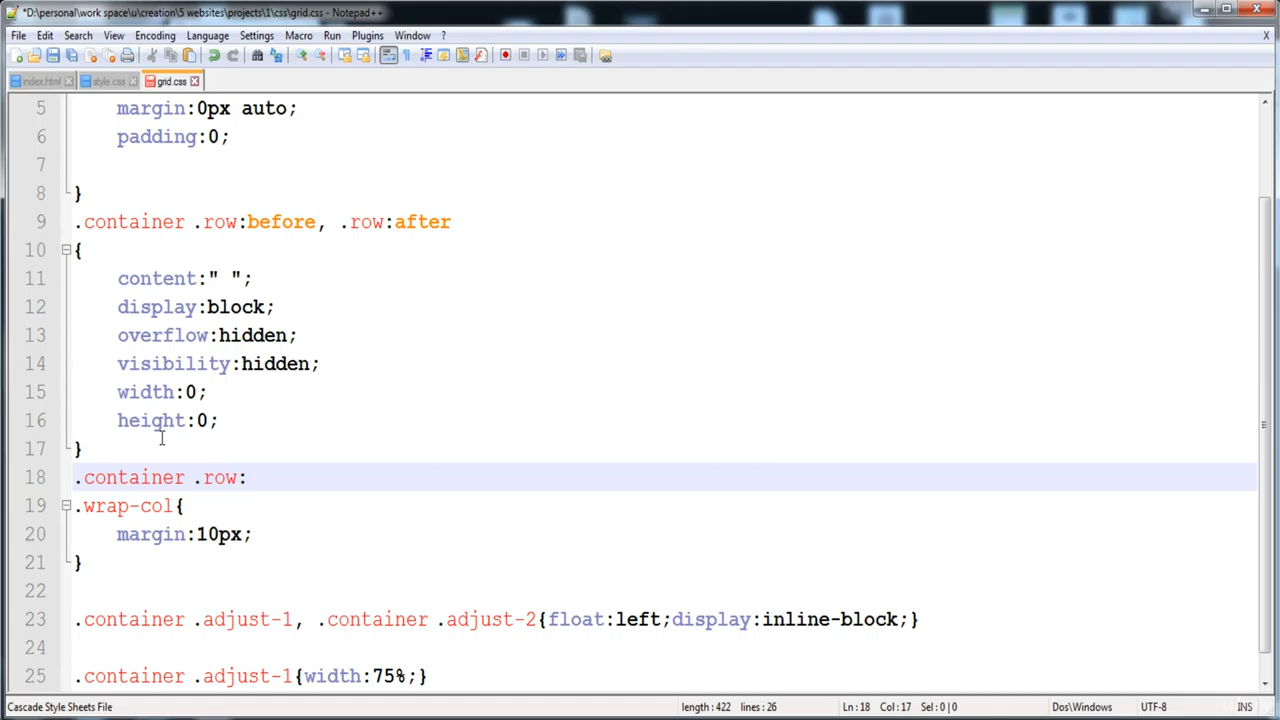 *D:\personal\work space\u\creation\5 websites\projects\1\css\grid.css - Notepad++
File Edit Search View Encoding Language Settings Macro Run Plugins Window ? X
index.html style.css grid.css
5 margin:0px auto;
6 padding:0;
7
8 }
9 .container .row:before, .row:after
10 {
11 content:" ";
12 display:block;
13 overflow:hidden;
14 visibility:hidden;
15 width:0;
16 height:0;
17 }
18 .container .row:
19 .wrap-col{
20 margin:10px;
21 }
22
23 .container .adjust-1, .container .adjust-2{float:left;display:inline-block;}
24
25 .container .adjust-1{width:75%;}
Cascade Style Sheets File length : 422 lines : 26 Ln : 18 Col : 17 Sel : 0 | 0 Dos\Windows UTF-8 INS